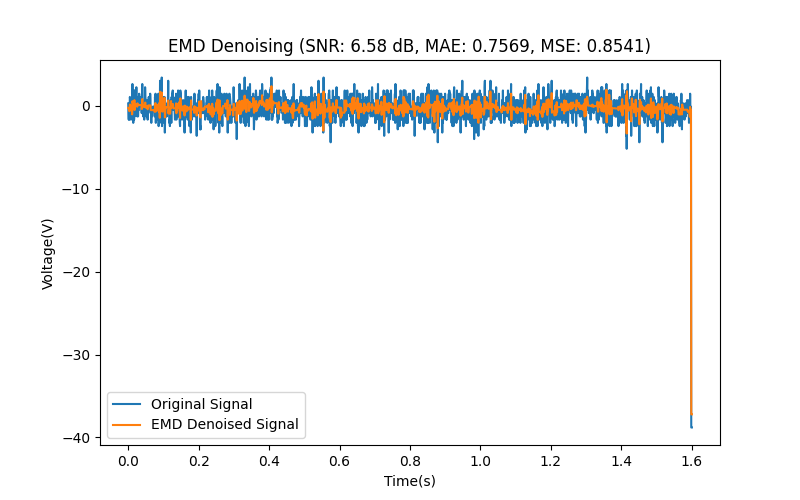 EMD Denoising (SNR: 6.58 dB, MAE: 0.7569, MSE: 0.8541)
0
−10
−20
−30
−40
Voltage(V)
Original Signal
EMD Denoised Signal
0.0 0.2 0.4 0.6 0.8 1.0 1.2 1.4 1.6
Time(s)